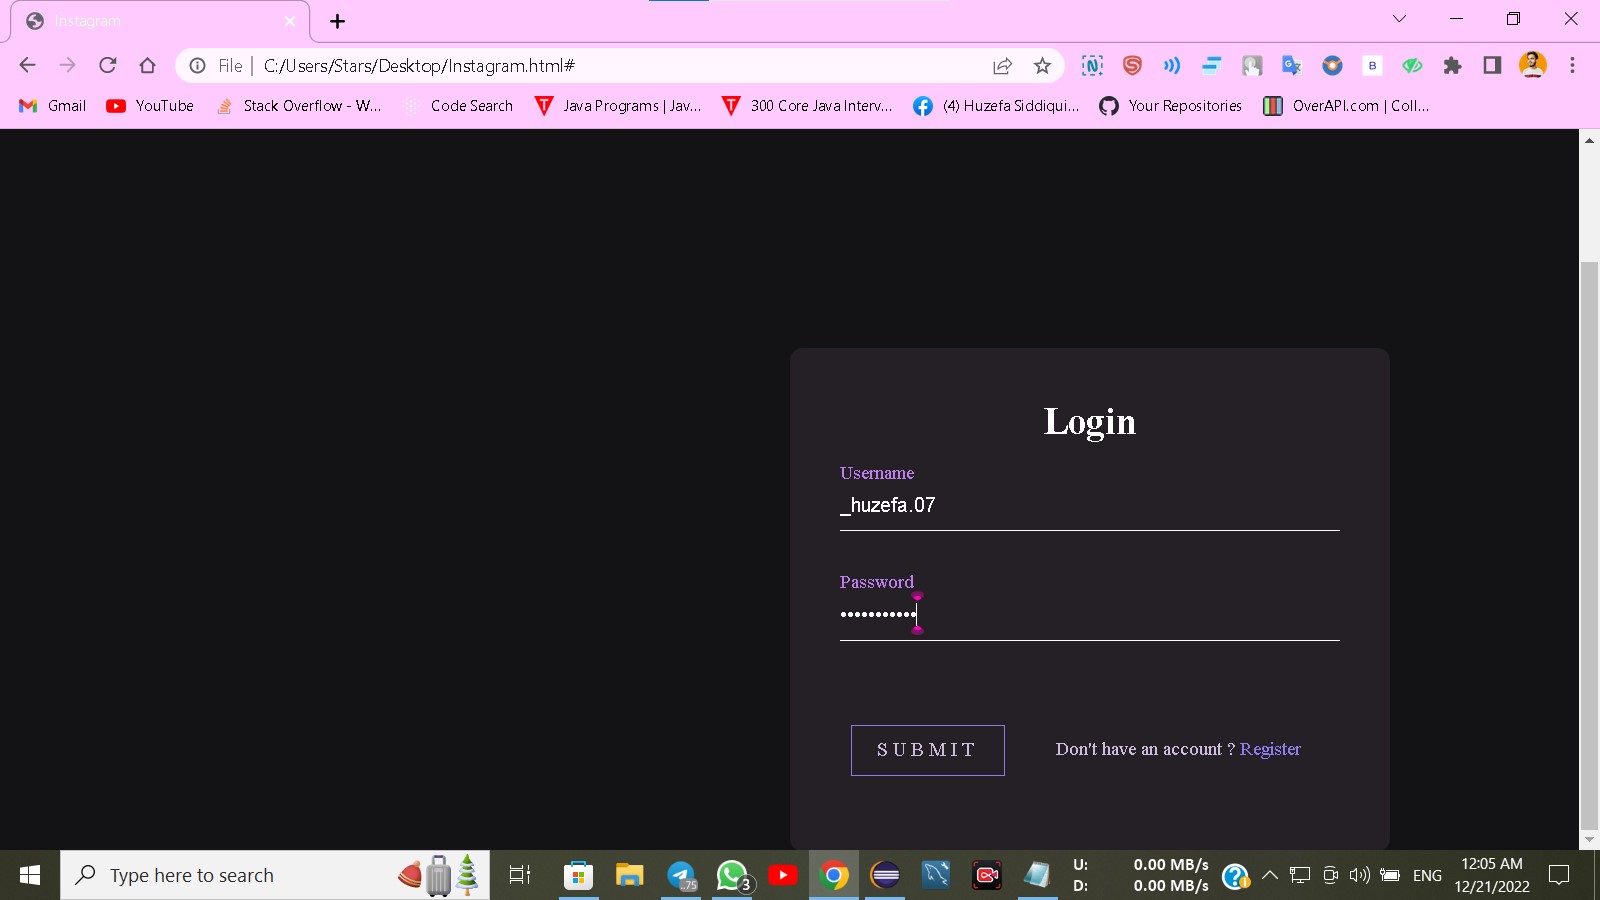 Instagram
File | C:/Users/Stars/Desktop/Instagram.html#
Gmail YouTube Stack Overflow - W... Code Search Java Programs | Jav... 300 Core Java Interv... (4) Huzefa Siddiqui... Your Repositories OverAPI.com | Coll...
Login
Username
_huzefa.07
Password
•••••••••••
SUBMIT Don't have an account ? Register
Type here to search
.75
3
U: 0.00 MB/s
D: 0.00 MB/s
ENG
12:05 AM
12/21/2022